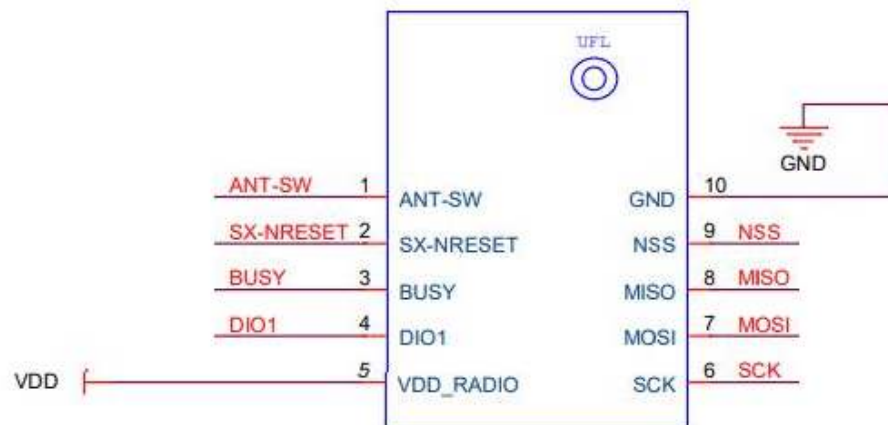 UFL
GND
ANT-SW 1 ANT-SW GND 10
SX-NRESET 2 SX-NRESET NSS 9 NSS
BUSY 3 BUSY MISO 8 MISO
DIO1 4 DIO1 MOSI 7 MOSI
VDD 5 VDD_RADIO SCK 6 SCK